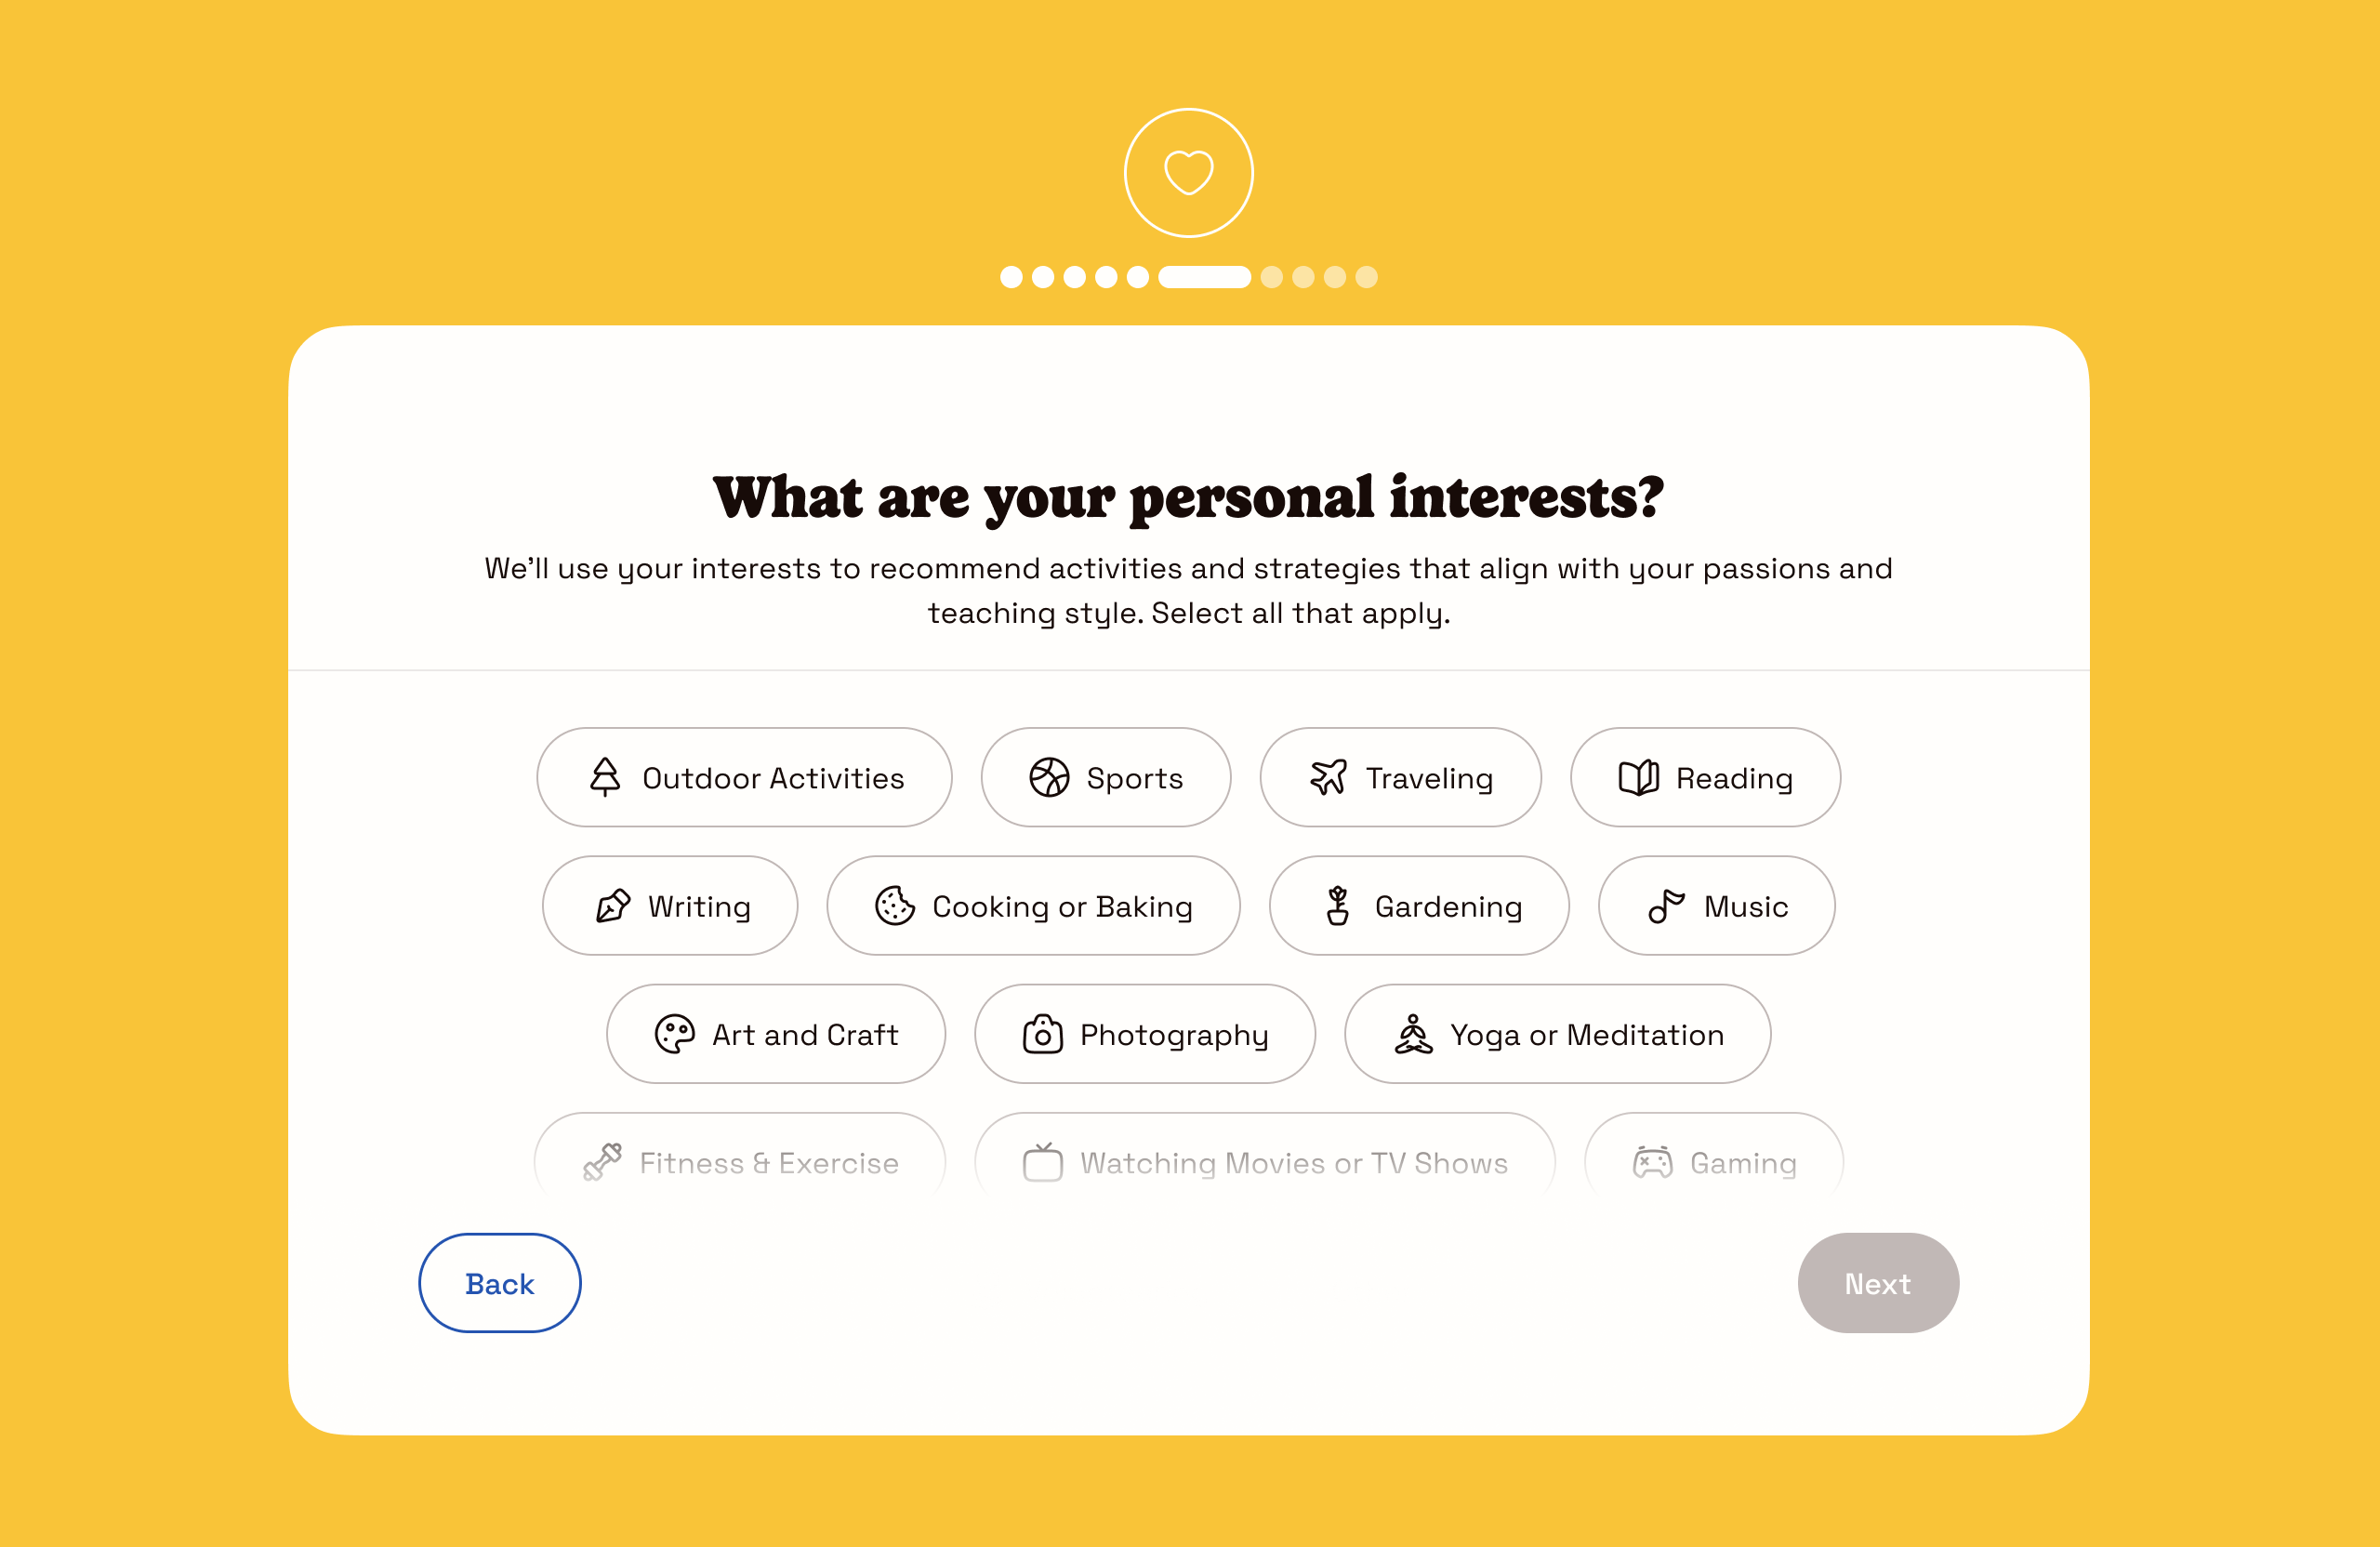 What are your personal interests?
We'll use your interests to recommend activities and strategies that align with your passions and
teaching style. Select all that apply.
Outdoor Activities
Sports
Traveling
Reading
Writing
Cooking or Baking
Gardening
Music
Art and Craft
Photography
Yoga or Meditation
Fitness & Exercise
Watching Movies or TV Shows
Gaming
Back
Next